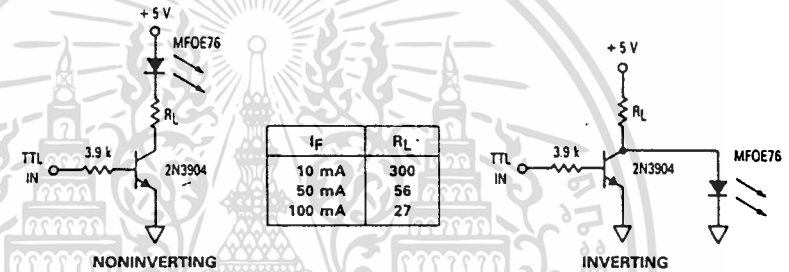 + 5 V
MFOE76
RL
TTL
IN
3.9 k
2N3904
NONINVERTING
IF RL
10 mA 300
50 mA 56
100 mA 27
+ 5 V
RL
TTL
IN
3.9 k
2N3904
MFOE76
INVERTING